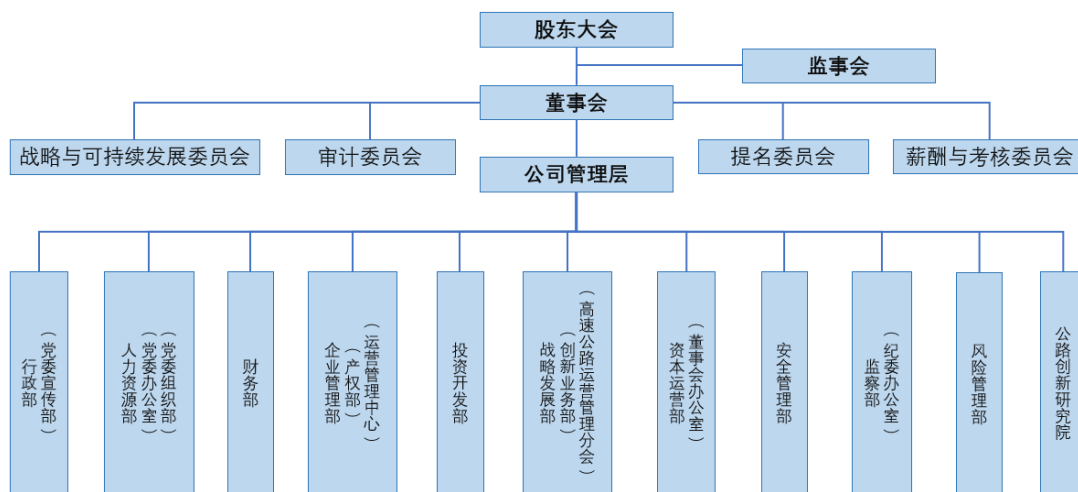 股东大会
监事会
董事会
战略与可持续发展委员会
审计委员会
提名委员会
薪酬与考核委员会
公司管理层
行政部
（党委宣传部）
人力资源部
（党委办公室）
（党委组织部）
财务部
企业管理部
（产权部）
（运营管理中心）
投资开发部
战略发展部
（创新业务部）
（高速公路运营管理分会）
资本运营部
（董事会办公室）
安全管理部
监察部
（纪委办公室）
风险管理部
公路创新研究院